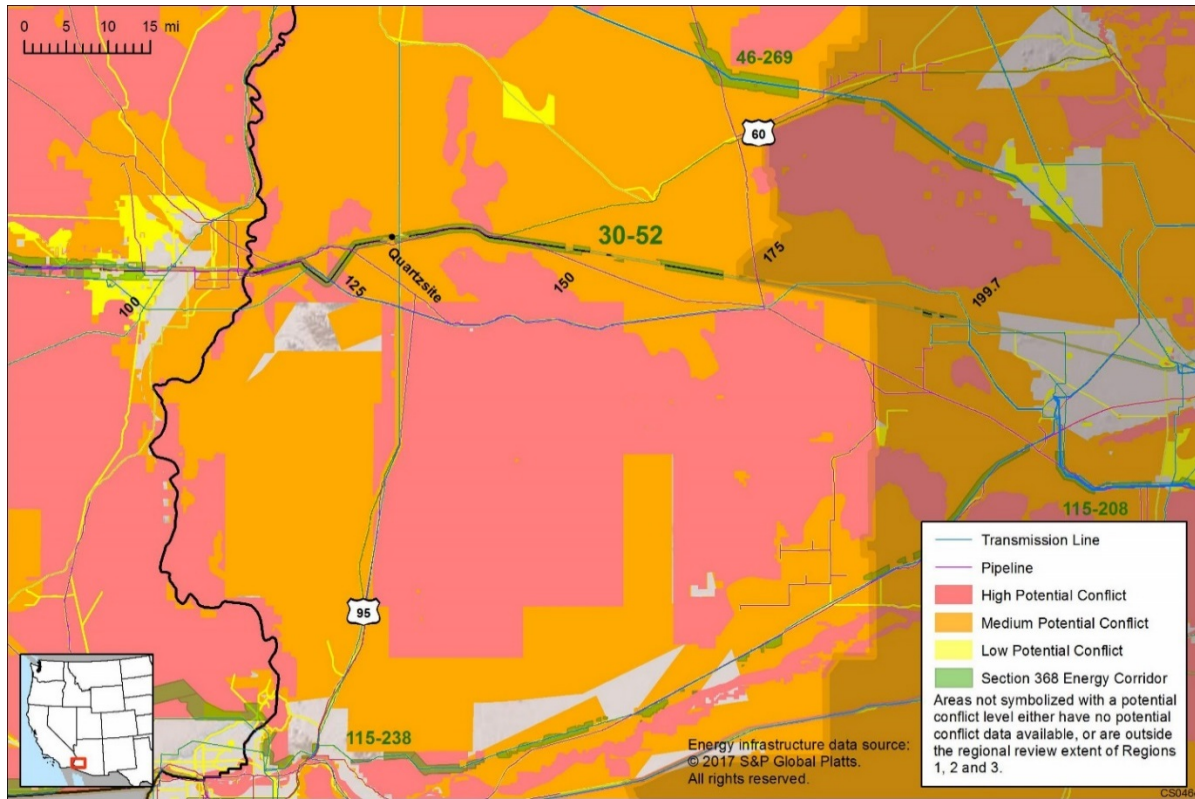 0 5 10 15 mi
46-269
60
30-52
Quartzsite
100
125
150
175
199.7
95
115-208
115-238
Transmission Line
Pipeline
High Potential Conflict
Medium Potential Conflict
Low Potential Conflict
Section 368 Energy Corridor
Areas not symbolized with a potential
conflict level either have no potential
conflict data available, or are outside
the regional review extent of Regions
1, 2 and 3.
Energy infrastructure data source:
© 2017 S&P Global Platts.
All rights reserved.